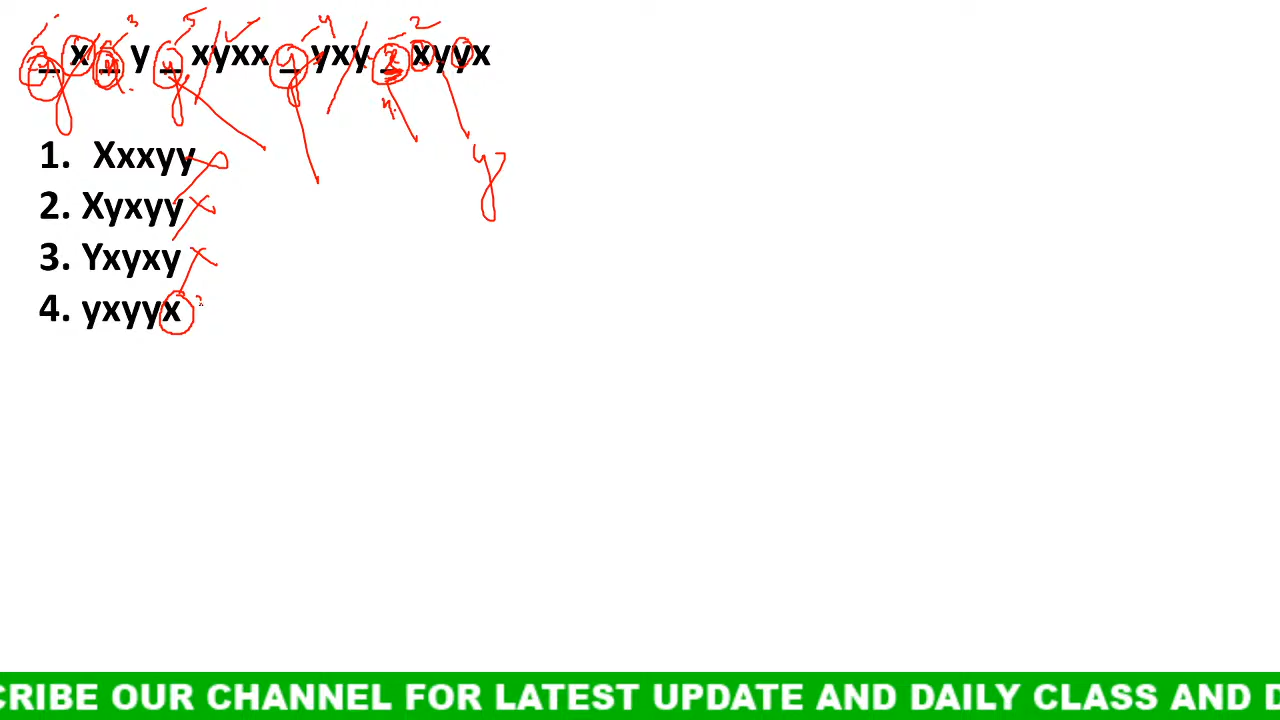 _ x _ y _ xyxx _ yxy _ xyyx
1. Xxxyy
2. Xyxyy
3. Yxyxy
4. yxyyx
y
CRIBE OUR CHANNEL FOR LATEST UPDATE AND DAILY CLASS AND D